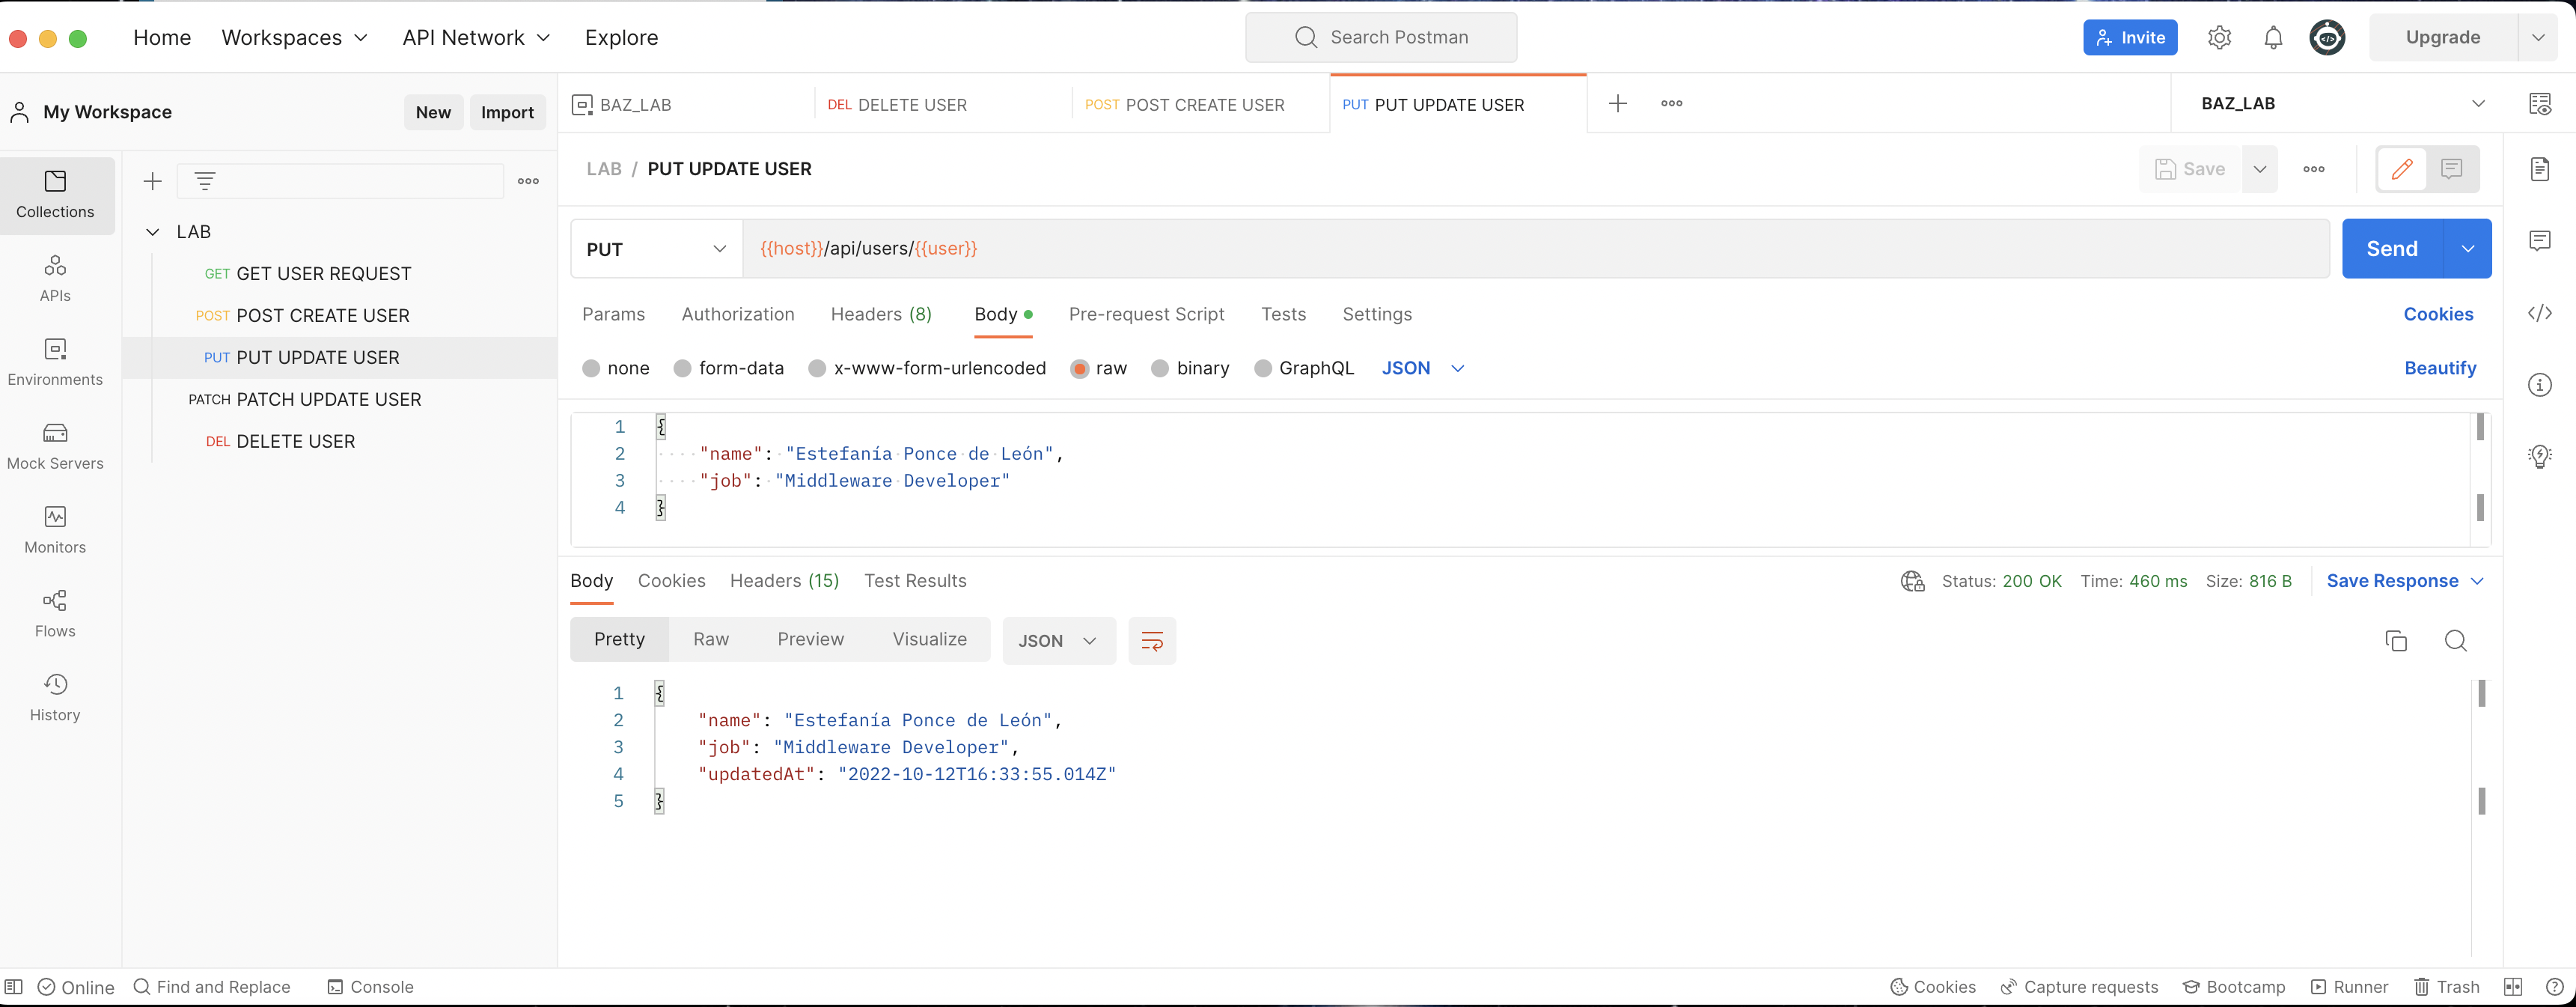 Home Workspaces API Network Explore Search Postman Invite Upgrade
My Workspace New Import
BAZ_LAB DEL DELETE USER POST POST CREATE USER PUT PUT UPDATE USER BAZ_LAB
Collections
APIs
Environments
Mock Servers
Monitors
Flows
History
LAB
GET GET USER REQUEST
POST POST CREATE USER
PUT PUT UPDATE USER
PATCH PATCH UPDATE USER
DEL DELETE USER
LAB / PUT UPDATE USER Save
PUT {{host}}/api/users/{{user}} Send
Params Authorization Headers (8) Body Pre-request Script Tests Settings Cookies
none form-data x-www-form-urlencoded raw binary GraphQL JSON Beautify
1 {
2 "name": "Estefanía Ponce de León",
3 "job": "Middleware Developer"
4 }
Body Cookies Headers (15) Test Results Status: 200 OK Time: 460 ms Size: 816 B Save Response
Pretty Raw Preview Visualize JSON
1 {
2 "name": "Estefanía Ponce de León",
3 "job": "Middleware Developer",
4 "updatedAt": "2022-10-12T16:33:55.014Z"
5 }
Online Find and Replace Console Cookies Capture requests Bootcamp Runner Trash